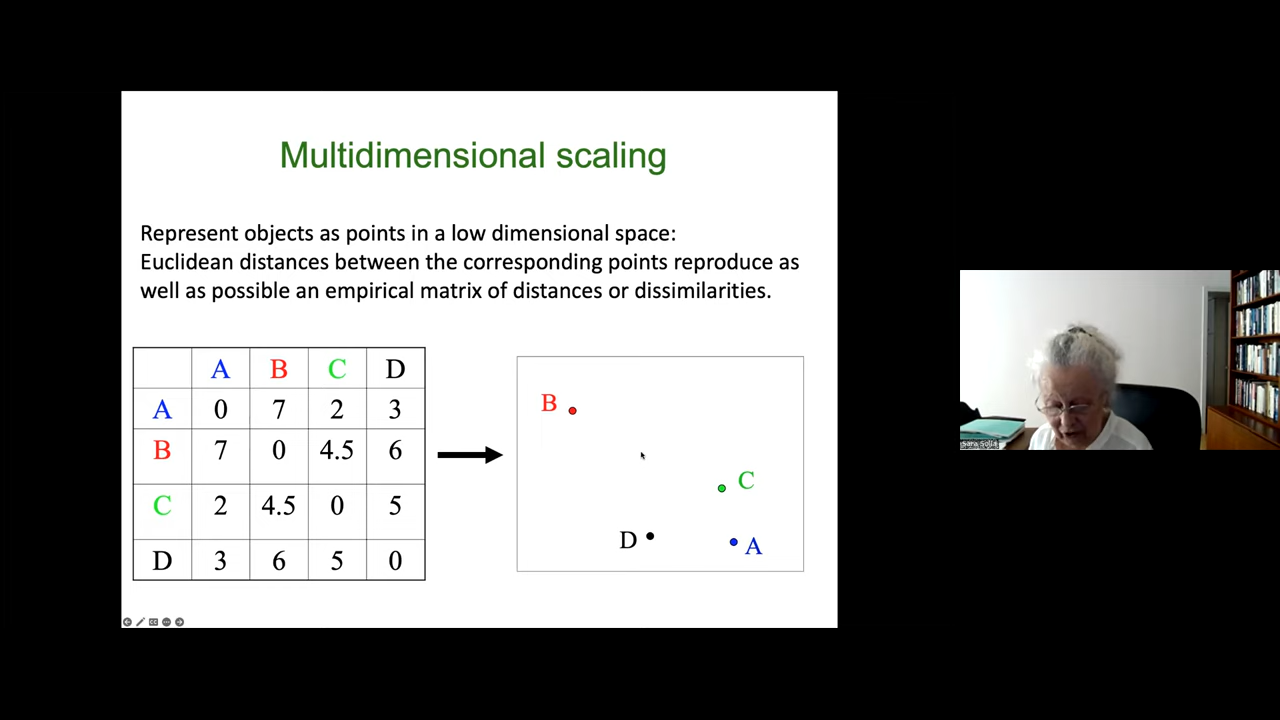 Multidimensional scaling
Represent objects as points in a low dimensional space:
Euclidean distances between the corresponding points reproduce as
well as possible an empirical matrix of distances or dissimilarities.
A B C D
A 0 7 2 3
B 7 0 4.5 6
C 2 4.5 0 5
D 3 6 5 0
B
C
D
A
Sara Solla